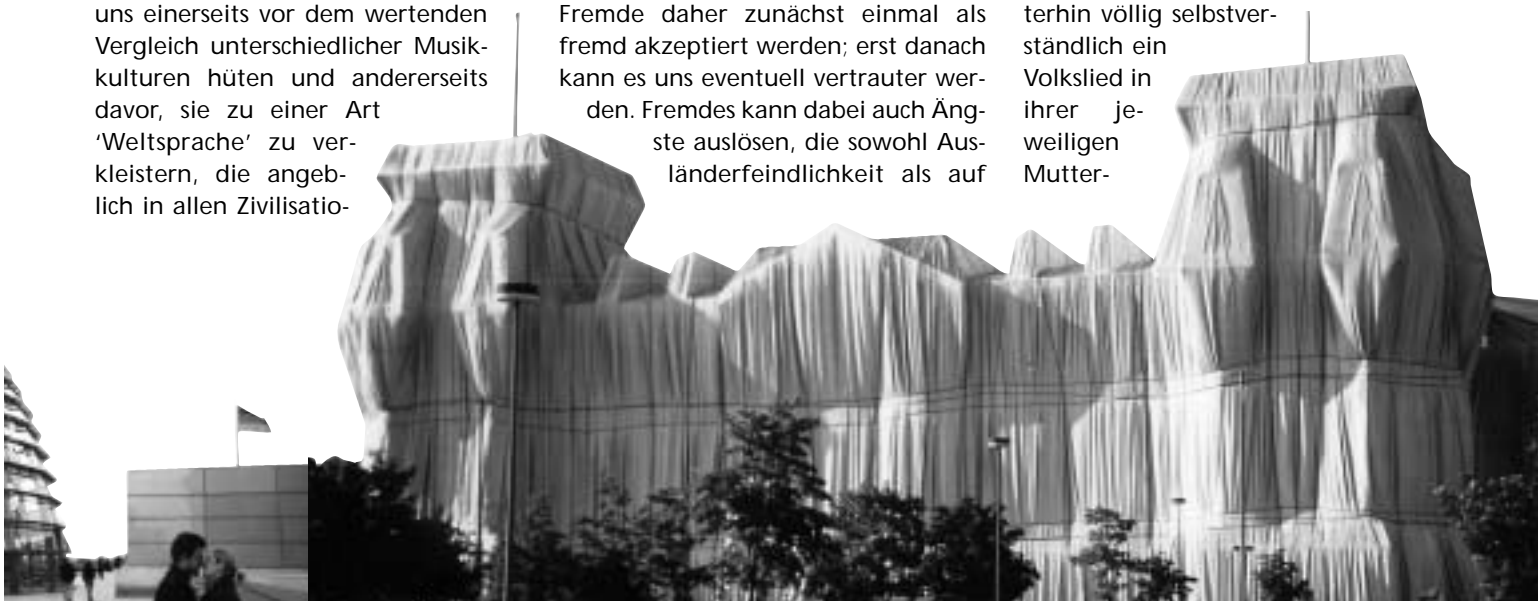 uns einerseits vor dem wertenden
Vergleich unterschiedlicher Musik-
kulturen hüten und andererseits
davor, sie zu einer Art
'Weltsprache' zu ver-
kleistern, die angeb-
lich in allen Zivilisatio-
Fremde daher zunächst einmal als
fremd akzeptiert werden; erst danach
kann es uns eventuell vertrauter wer-
den. Fremdes kann dabei auch Äng-
ste auslösen, die sowohl Aus-
länderfeindlichkeit als auf
terhin völlig selbstver-
ständlich ein
Volkslied in
ihrer je-
weiligen
Mutter-